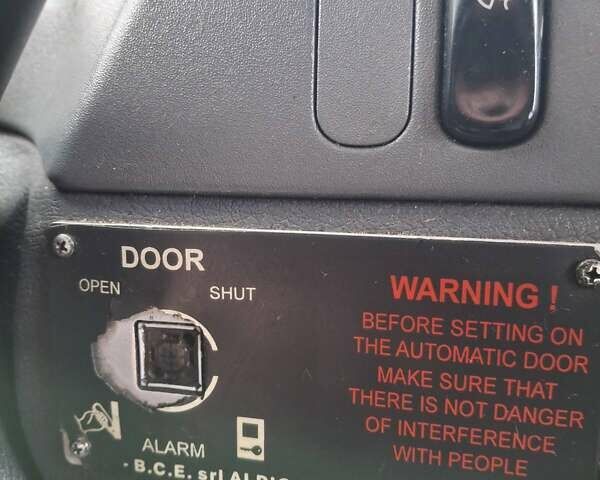 DOOR
OPEN
SHUT
ALARM
- B.C.E. srl
WARNING !
BEFORE SETTING ON
THE AUTOMATIC DOOR
MAKE SURE THAT
THERE IS NOT DANGER
OF INTERFERENCE
WITH PEOPLE